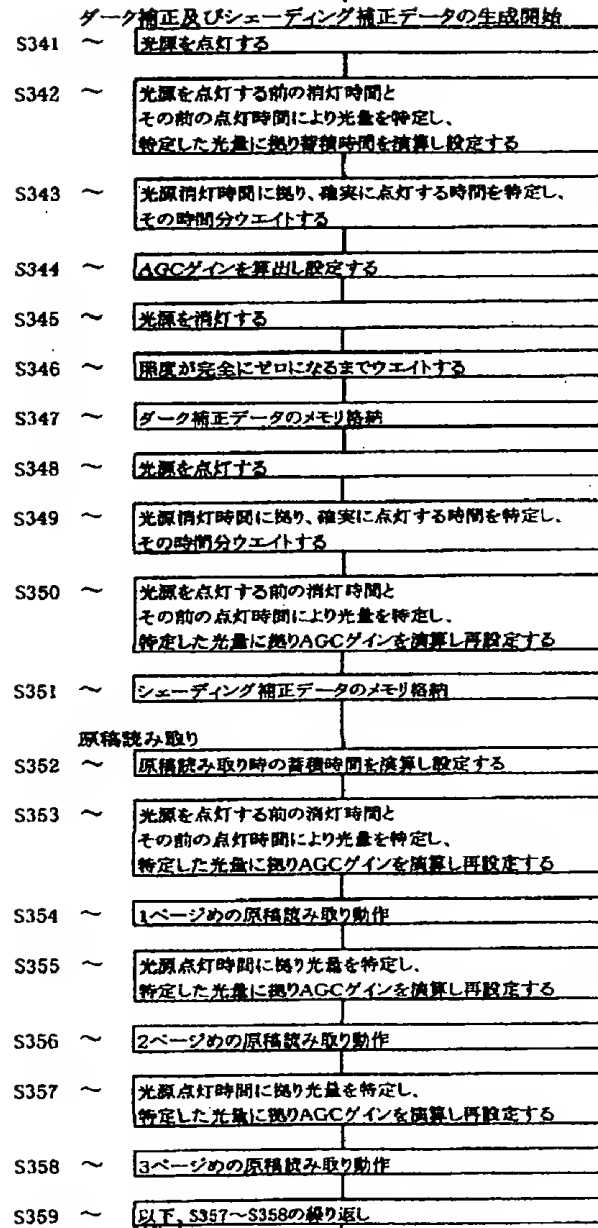 ダーク補正及びシェーディング補正データの生成開始
S341 ～ 光源を点灯する
S342 ～ 光源を点灯する前の消灯時間と
その前の点灯時間により光量を特定し、
特定した光量に拠り蓄積時間を演算し設定する
S343 ～ 光源消灯時間に拠り、確実に点灯する時間を特定し、
その時間分ウエイトする
S344 ～ AGCゲインを算出し設定する
S345 ～ 光源を消灯する
S346 ～ 照度が完全にゼロになるまでウエイトする
S347 ～ ダーク補正データのメモリ格納
S348 ～ 光源を点灯する
S349 ～ 光源消灯時間に拠り、確実に点灯する時間を特定し、
その時間分ウエイトする
S350 ～ 光源を点灯する前の消灯時間と
その前の点灯時間により光量を特定し、
特定した光量に拠りAGCゲインを演算し再設定する
S351 ～ シェーディング補正データのメモリ格納
原稿読み取り
S352 ～ 原稿読み取り時の蓄積時間を演算し設定する
S353 ～ 光源を点灯する前の消灯時間と
その前の点灯時間により光量を特定し、
特定した光量に拠りAGCゲインを演算し再設定する
S354 ～ 1ページめの原稿読み取り動作
S355 ～ 光源点灯時間に拠り光量を特定し、
特定した光量に拠りAGCゲインを演算し再設定する
S356 ～ 2ページめの原稿読み取り動作
S357 ～ 光源点灯時間に拠り光量を特定し、
特定した光量に拠りAGCゲインを演算し再設定する
S358 ～ 3ページめの原稿読み取り動作
S359 ～ 以下, S357～S358の繰り返し